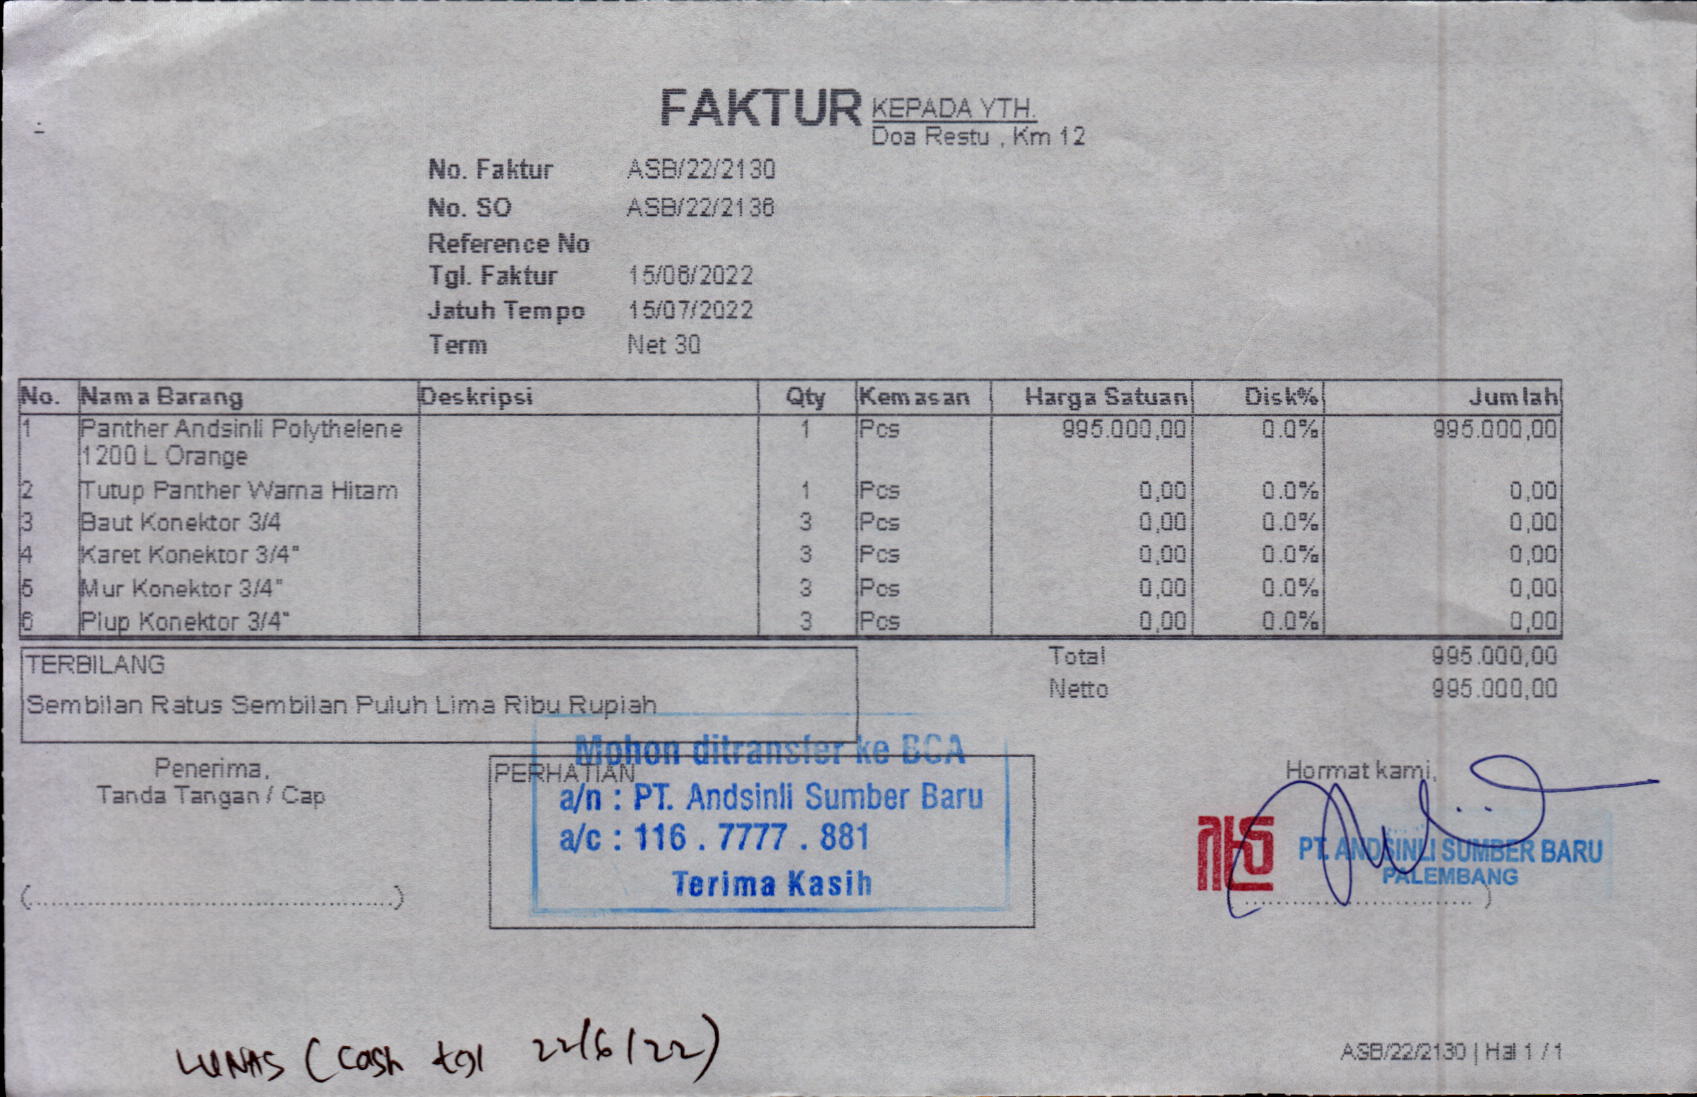 FAKTUR
KEPADA YTH.
Doa Restu , Km 12
No. Faktur ASB/22/2130
No. SO ASB/22/2136
Reference No
Tgl. Faktur 15/06/2022
Jatuh Tempo 15/07/2022
Term Net 30
No. Nama Barang Deskripsi Qty Kemasan Harga Satuan Disk% Jumlah
1 Panther Andsinli Polythelene 1 Pcs 995.000,00 0.0% 995.000,00
1200 L Orange
2 Tutup Panther Warna Hitam 1 Pcs 0,00 0.0% 0,00
3 Baut Konektor 3/4 3 Pcs 0,00 0.0% 0,00
4 Karet Konektor 3/4" 3 Pcs 0,00 0.0% 0,00
5 Mur Konektor 3/4" 3 Pcs 0,00 0.0% 0,00
6 Plup Konektor 3/4" 3 Pcs 0,00 0.0% 0,00
TERBILANG
Sembilan Ratus Sembilan Puluh Lima Ribu Rupiah
Total 995.000,00
Netto 995.000,00
Penerima,
Tanda Tangan / Cap
(....................................................)
PERHATIAN
Mohon ditransfer ke BCA
a/n : PT. Andsinli Sumber Baru
a/c : 116 . 7777 . 881
Terima Kasih
Hormat kami,
PT. ANDSINLI SUMBER BARU
PALEMBANG
LUNAS (cash tgl 22/6/22)
ASB/22/2130 | Hal 1 / 1